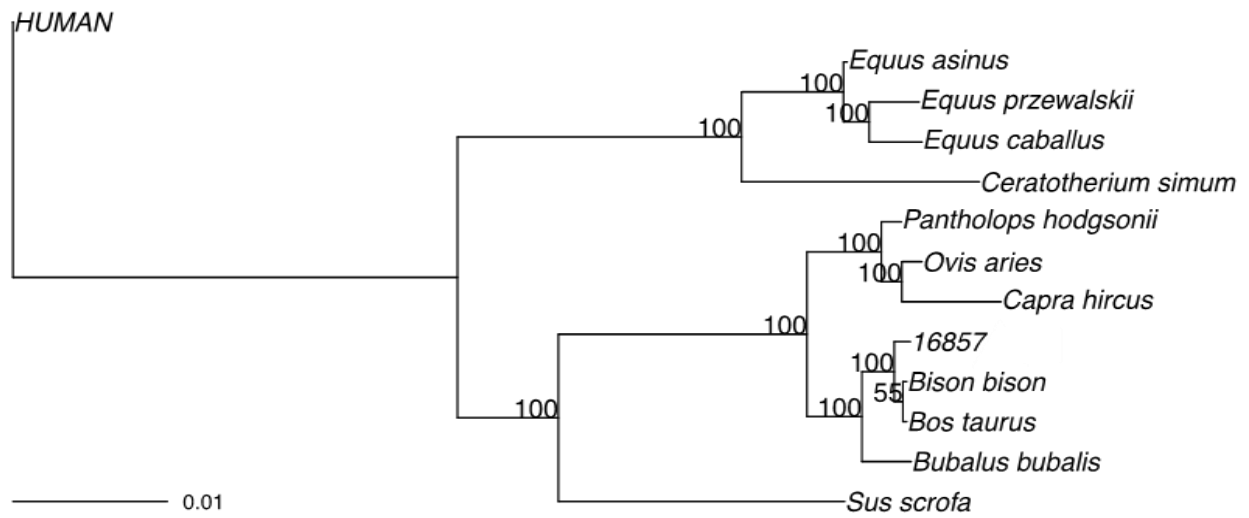 HUMAN
Equus asinus
100
Equus przewalskii
100
Equus caballus
100
Ceratotherium simum
Pantholops hodgsonii
100
Ovis aries
100
Capra hircus
100
16857
100
Bison bison
55
Bos taurus
100
100
Bubalus bubalis
0.01
Sus scrofa